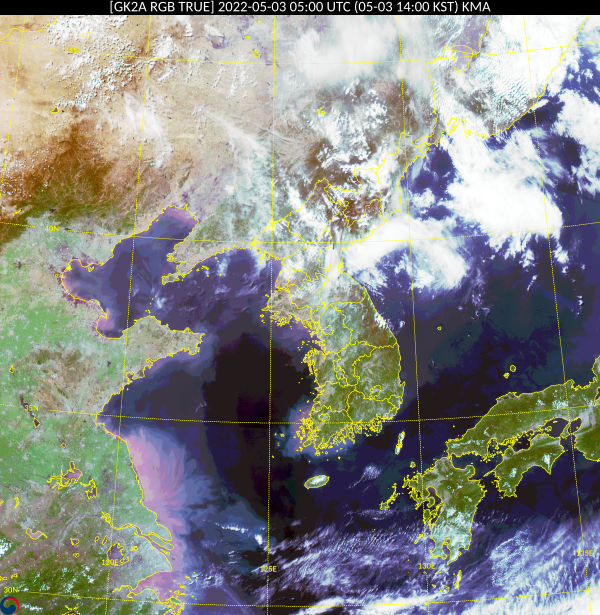 [GK2A RGB TRUE] 2022-05-03 05:00 UTC (05-03 14:00 KST) KMA
40N
35N
125E
120E
130E
135E
30N